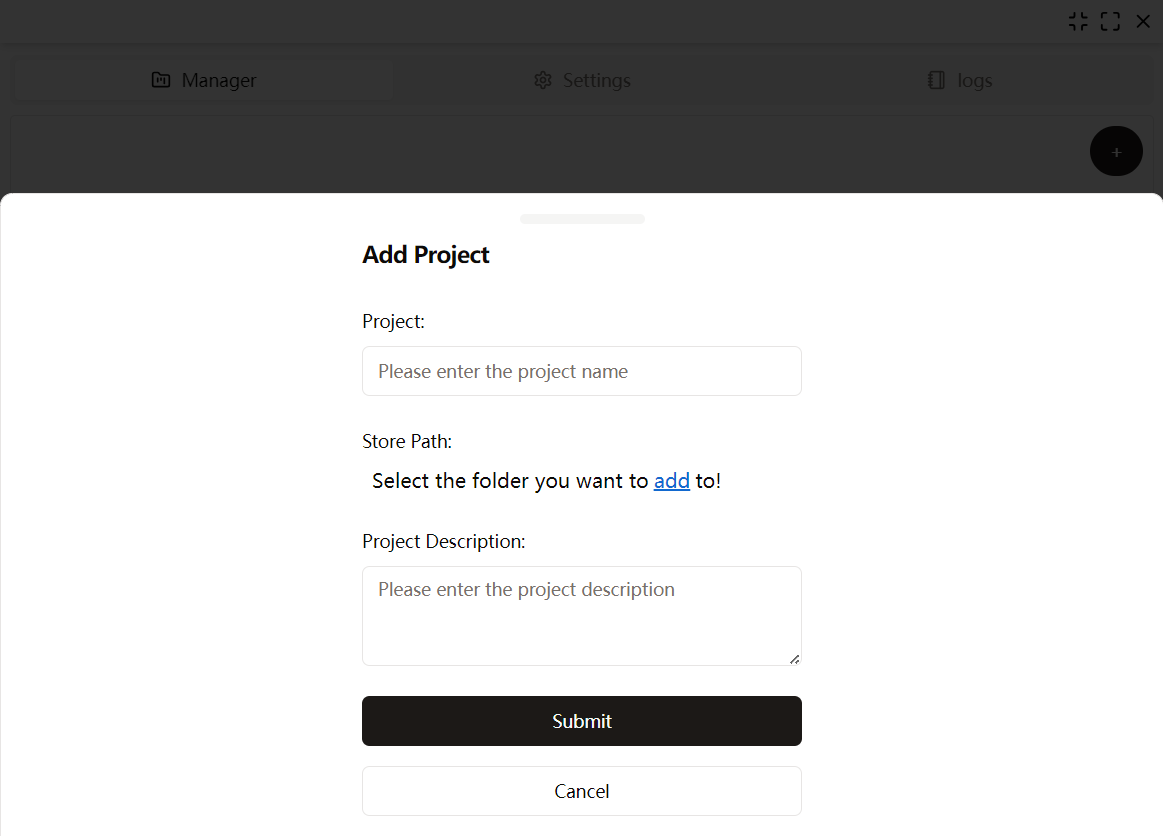 Manager
Settings
logs
+
Add Project
Project:
Please enter the project name
Store Path:
Select the folder you want to add to!
Project Description:
Please enter the project description
Submit
Cancel